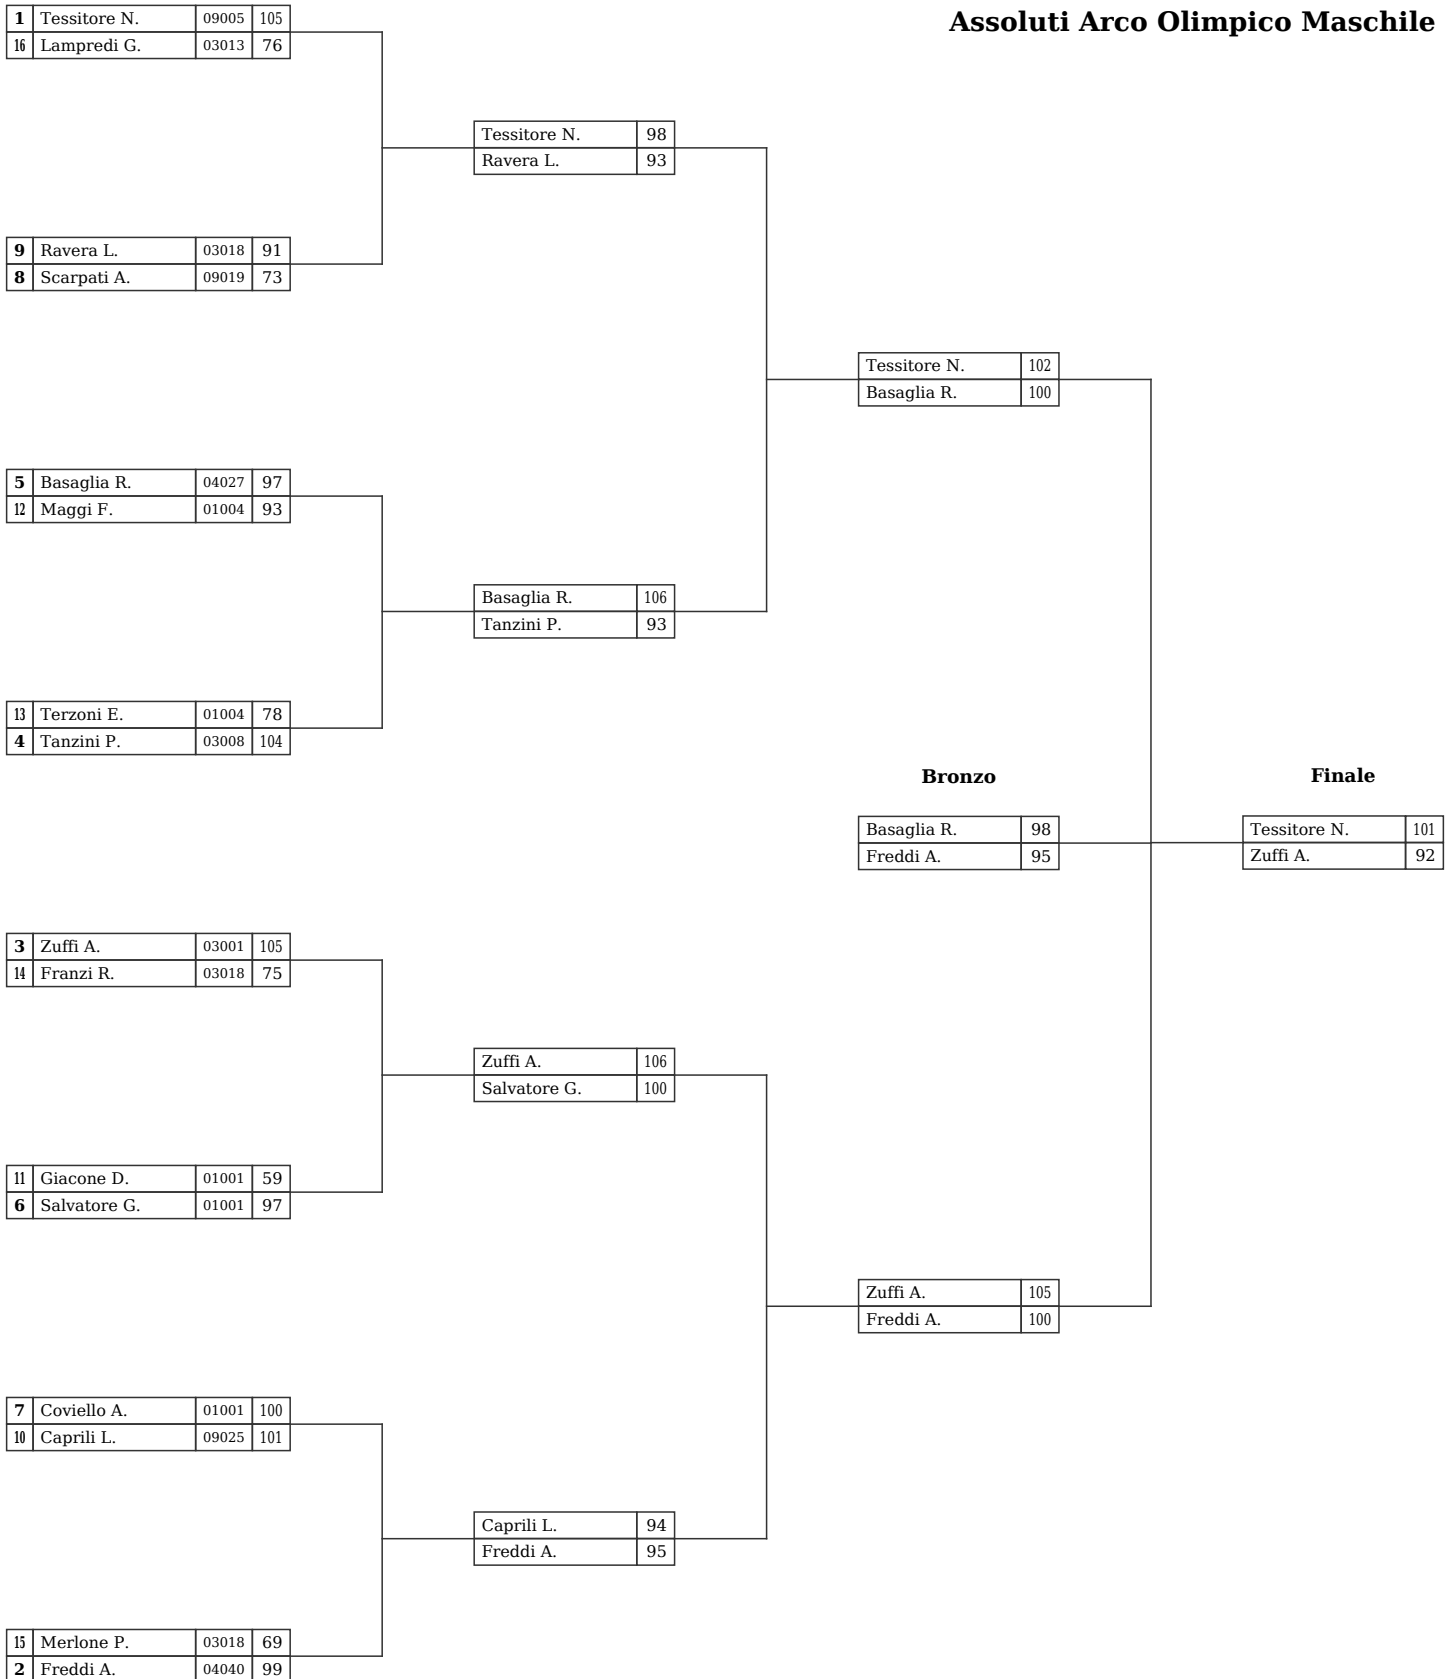 Assoluti Arco Olimpico Maschile
1 Tessitore N. 09005 105
16 Lampredi G. 03013 76
Tessitore N. 98
Ravera L. 93
9 Ravera L. 03018 91
8 Scarpati A. 09019 73
Tessitore N. 102
Basaglia R. 100
5 Basaglia R. 04027 97
12 Maggi F. 01004 93
Basaglia R. 106
Tanzini P. 93
13 Terzoni E. 01004 78
4 Tanzini P. 03008 104
Bronzo
Basaglia R. 98
Freddi A. 95
Finale
Tessitore N. 101
Zuffi A. 92
3 Zuffi A. 03001 105
14 Franzi R. 03018 75
Zuffi A. 106
Salvatore G. 100
11 Giacone D. 01001 59
6 Salvatore G. 01001 97
Zuffi A. 105
Freddi A. 100
7 Coviello A. 01001 100
10 Caprili L. 09025 101
Caprili L. 94
Freddi A. 95
15 Merlone P. 03018 69
2 Freddi A. 04040 99